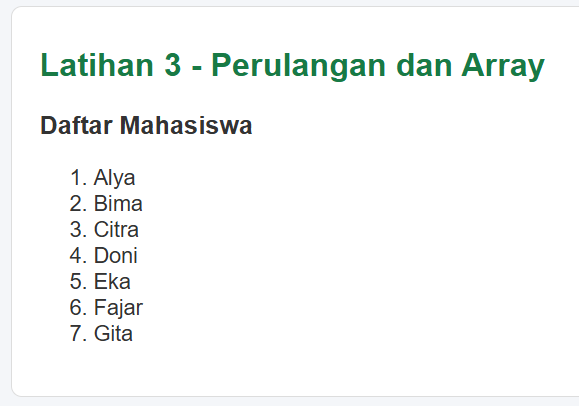 Latihan 3 - Perulangan dan Array
Daftar Mahasiswa
1. Alya
2. Bima
3. Citra
4. Doni
5. Eka
6. Fajar
7. Gita